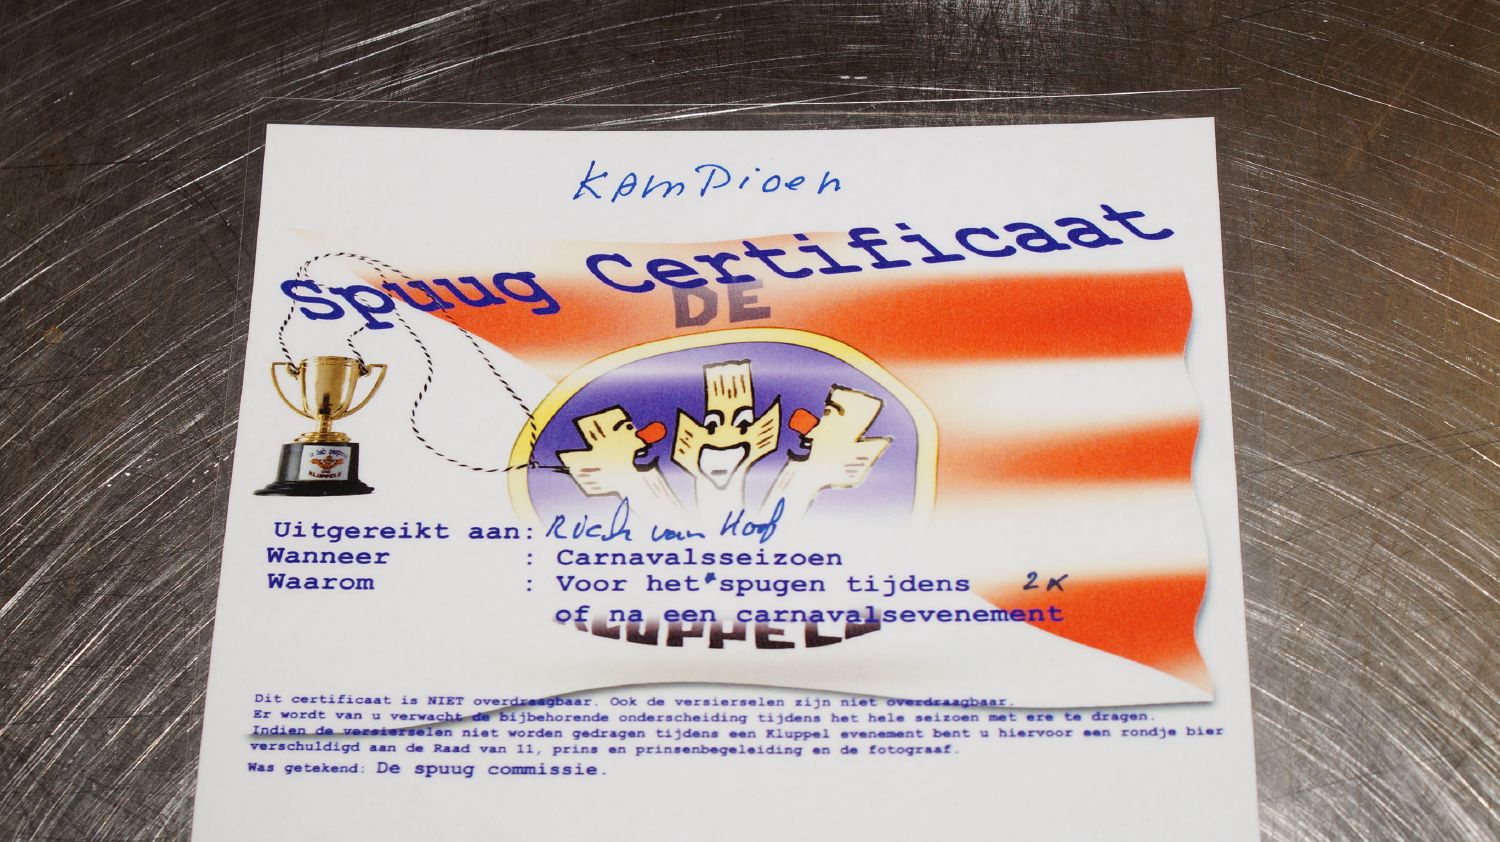 Kampioen
Spuug Certificaat
DE
KLUPPELS
Uitgereikt aan: Rick van Hoof
Wanneer : Carnavalsseizoen
Waarom : Voor het * spugen tijdens 2x
of na een carnavalsevenement
KLUPPELS
Dit certificaat is NIET overdraagbaar. Ook de versierselen zijn niet overdraagbaar.
Er wordt van u verwacht de bijbehorende onderscheiding tijdens het hele seizoen met ere te dragen.
Indien de versierselen niet worden gedragen tijdens een Kluppel evenement bent u hiervoor een rondje bier
verschuldigd aan de Raad van 11, prins en prinsenbegeleiding en de fotograaf.
Was getekend: De spuug commissie.